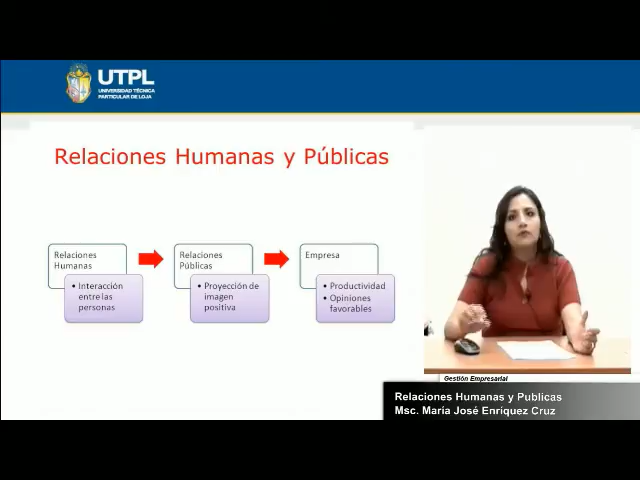 UTPL
UNIVERSIDAD TÉCNICA
PARTICULAR DE LOJA
Relaciones Humanas y Públicas
Relaciones
Humanas
• Interacción
entre las
personas
Relaciones
Públicas
• Proyección de
imagen
positiva
Empresa
• Productividad
• Opiniones
favorables
Gestión Empresarial
Relaciones Humanas y Publicas
Msc. María José Enríquez Cruz